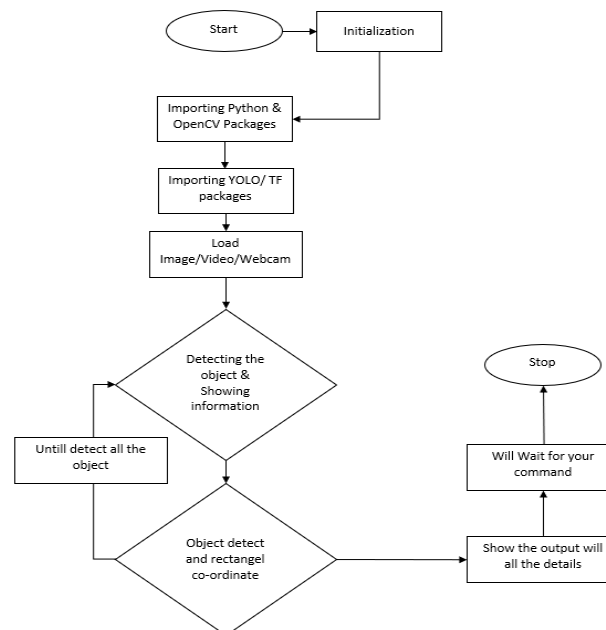 Start
Initialization
Importing Python &
OpenCV Packages
Importing YOLO/ TF
packages
Load
Image/Video/Webcam
Detecting the
object &
Showing
information
Untill detect all the
object
Object detect
and rectangel
co-ordinate
Show the output will
all the details
Will Wait for your
command
Stop